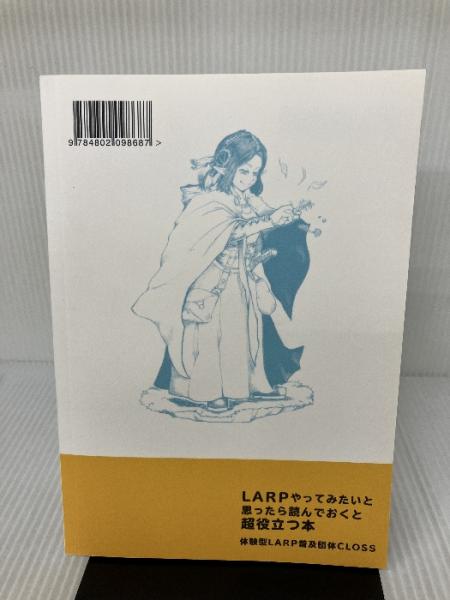 9784802098687>
LARPやってみたいと
思ったら読んでおくと
超役立つ本
体験型LARP普及団体CLOSS